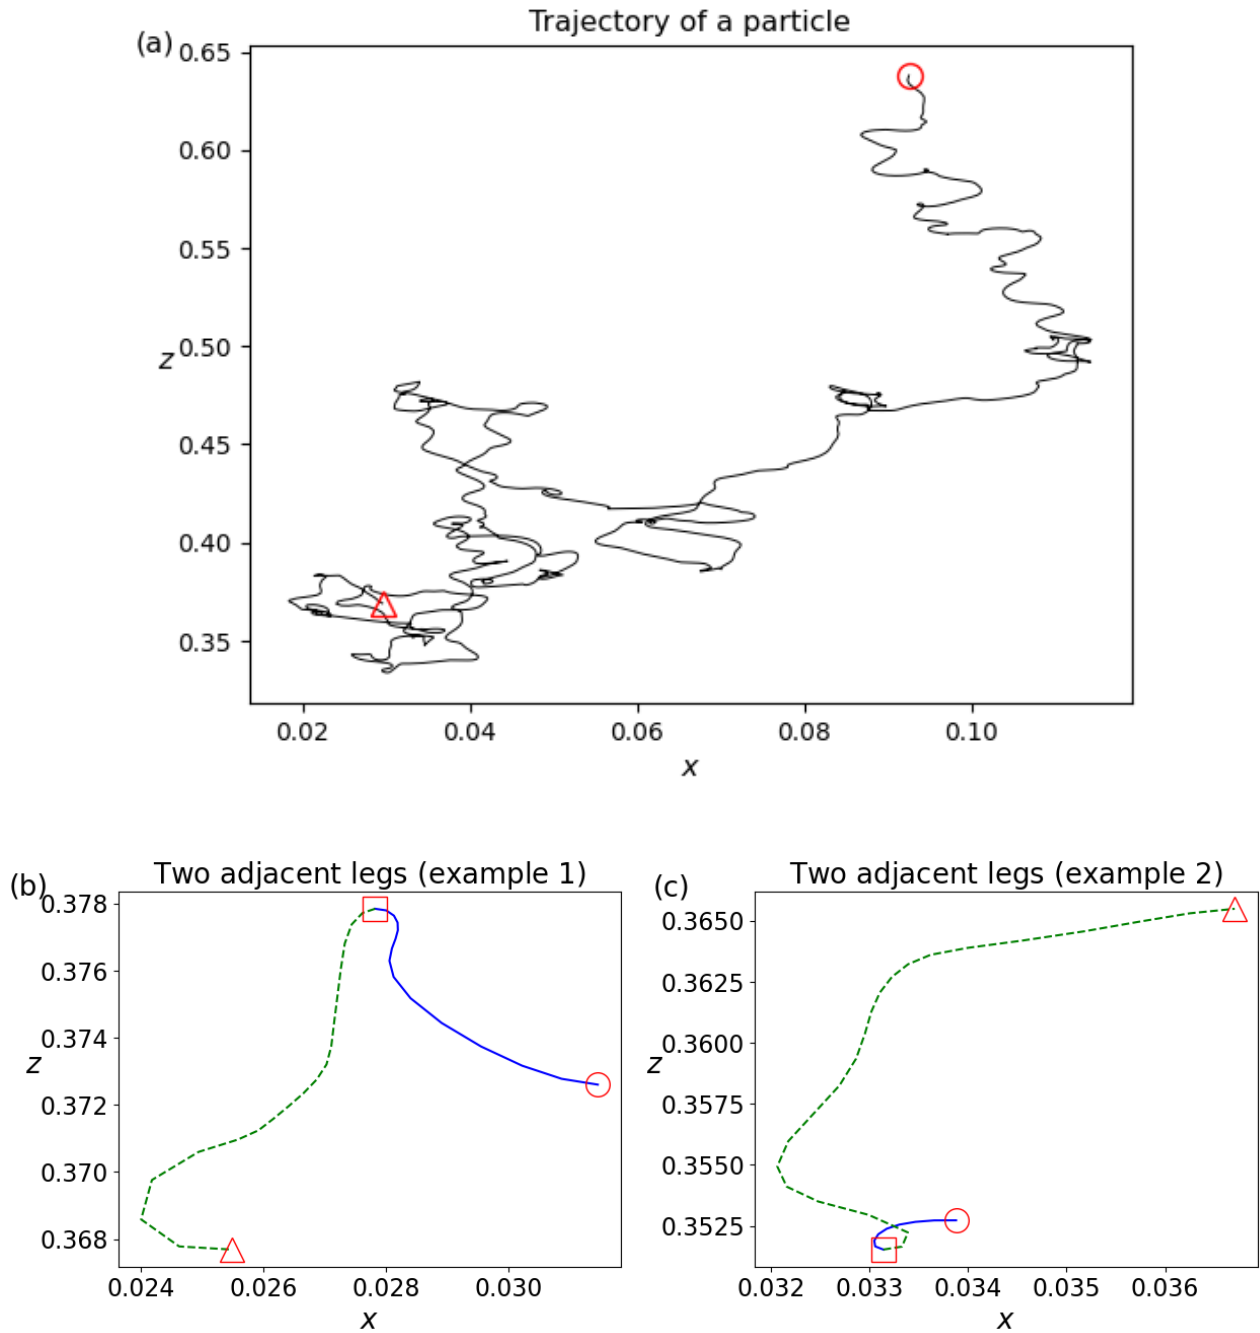 Trajectory of a particle
(a)
0.65
0.60
0.55
0.50
z
0.45
0.40
0.35
0.02 0.04 0.06 0.08 0.10
x
Two adjacent legs (example 1)
(b)
0.378
0.376
0.374
z
0.372
0.370
0.368
0.024 0.026 0.028 0.030
x
Two adjacent legs (example 2)
(c)
0.3650
0.3625
0.3600
z
0.3575
0.3550
0.3525
0.032 0.033 0.034 0.035 0.036
x